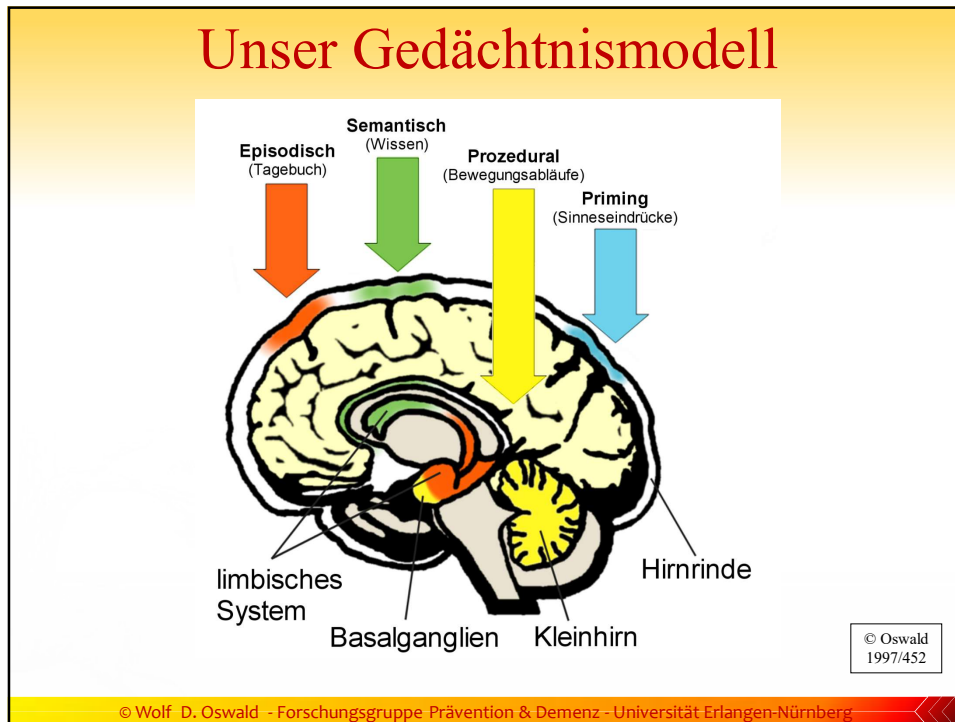 Unser Gedächtnismodell
Semantisch
(Wissen)
Episodisch
(Tagebuch)
Prozedural
(Bewegungsabläufe)
Priming
(Sinneseindrücke)
limbisches
System
Basalganglien
Kleinhirn
Hirnrinde
© Oswald
1997/452
© Wolf D. Oswald - Forschungsgruppe Prävention & Demenz - Universität Erlangen-Nürnberg